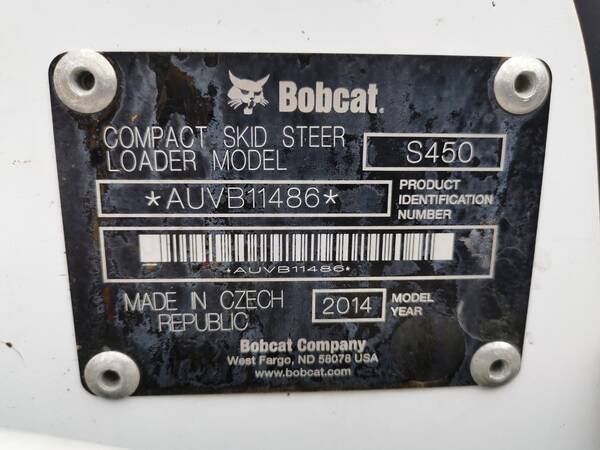 Bobcat.
COMPACT SKID STEER
LOADER MODEL
S450
*AUVB11486*
PRODUCT
IDENTIFICATION
NUMBER
*AUVB11486*
MADE IN CZECH
REPUBLIC
2014
MODEL
YEAR
Bobcat Company
West Fargo, ND 58078 USA
www.bobcat.com